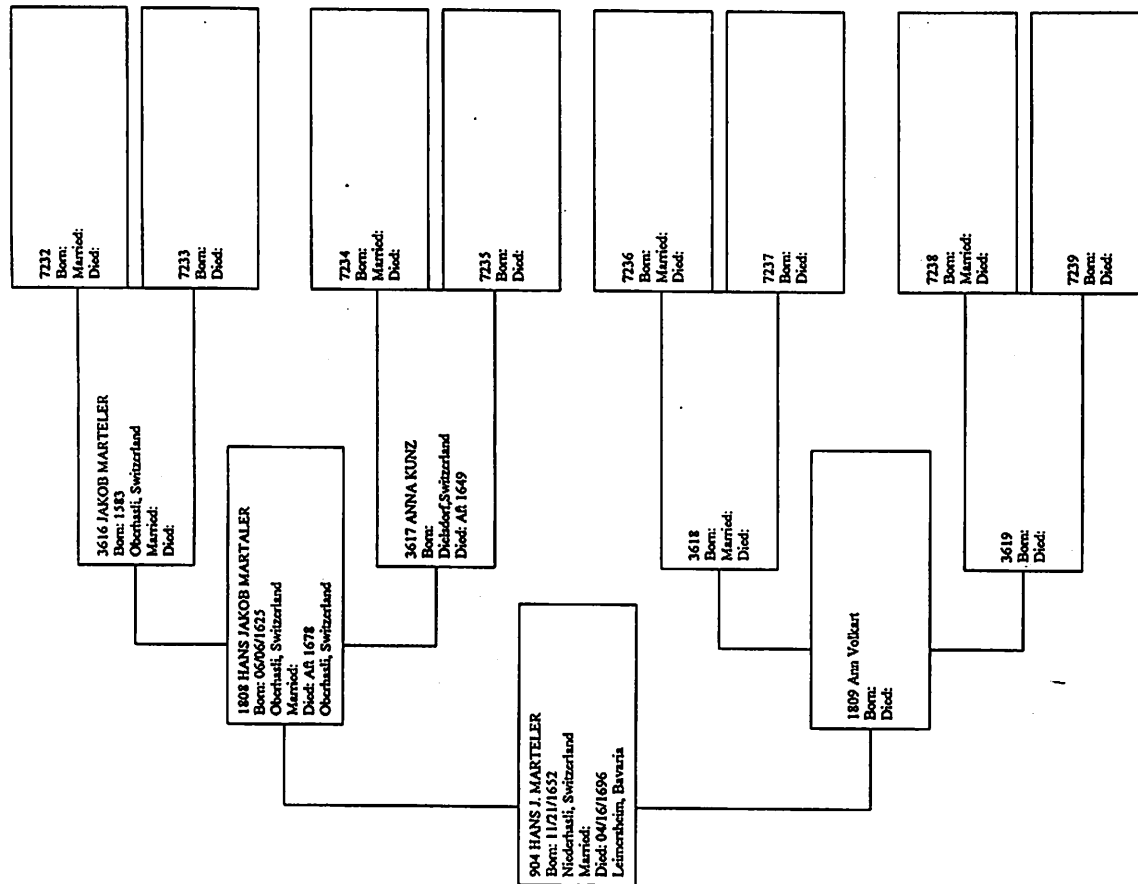 7232
Born:
Married:
Died:
7233
Born:
Died:
3616 JAKOB MARTELER
Born: 1583
Oberhasli, Switzerland
Married:
Died:
1808 HANS JAKOB MARTALER
Born: 06/06/1625
Oberhasli, Switzerland
Married:
Died: Aft 1678
Oberhasli, Switzerland
7234
Born:
Married:
Died:
7235
Born:
Died:
3617 ANNA KUNZ
Born:
Dielsdorf,Switzerland
Died: Aft 1649
904 HANS J. MARTELER
Born: 11/21/1652
Niederhasli, Switzerland
Married:
Died: 04/16/1696
Leimersheim, Bavaria
7236
Born:
Married:
Died:
7237
Born:
Died:
3618
Born:
Married:
Died:
1809 Ann Volkart
Born:
Died:
7238
Born:
Married:
Died:
7239
Born:
Died:
3619
Born:
Died: